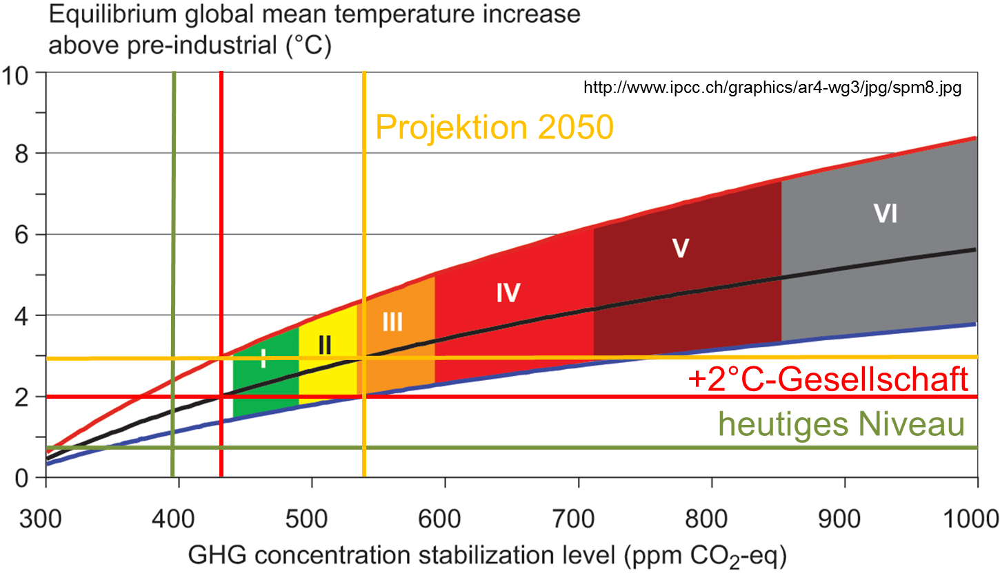 Equilibrium global mean temperature increase
above pre-industrial (°C)
10
http://www.ipcc.ch/graphics/ar4-wg3/jpg/spm8.jpg
Projektion 2050
8
VI
6
V
IV
4
III
II
I
+2°C-Gesellschaft
2
heutiges Niveau
0
300 400 500 600 700 800 900 1000
GHG concentration stabilization level (ppm CO₂-eq)